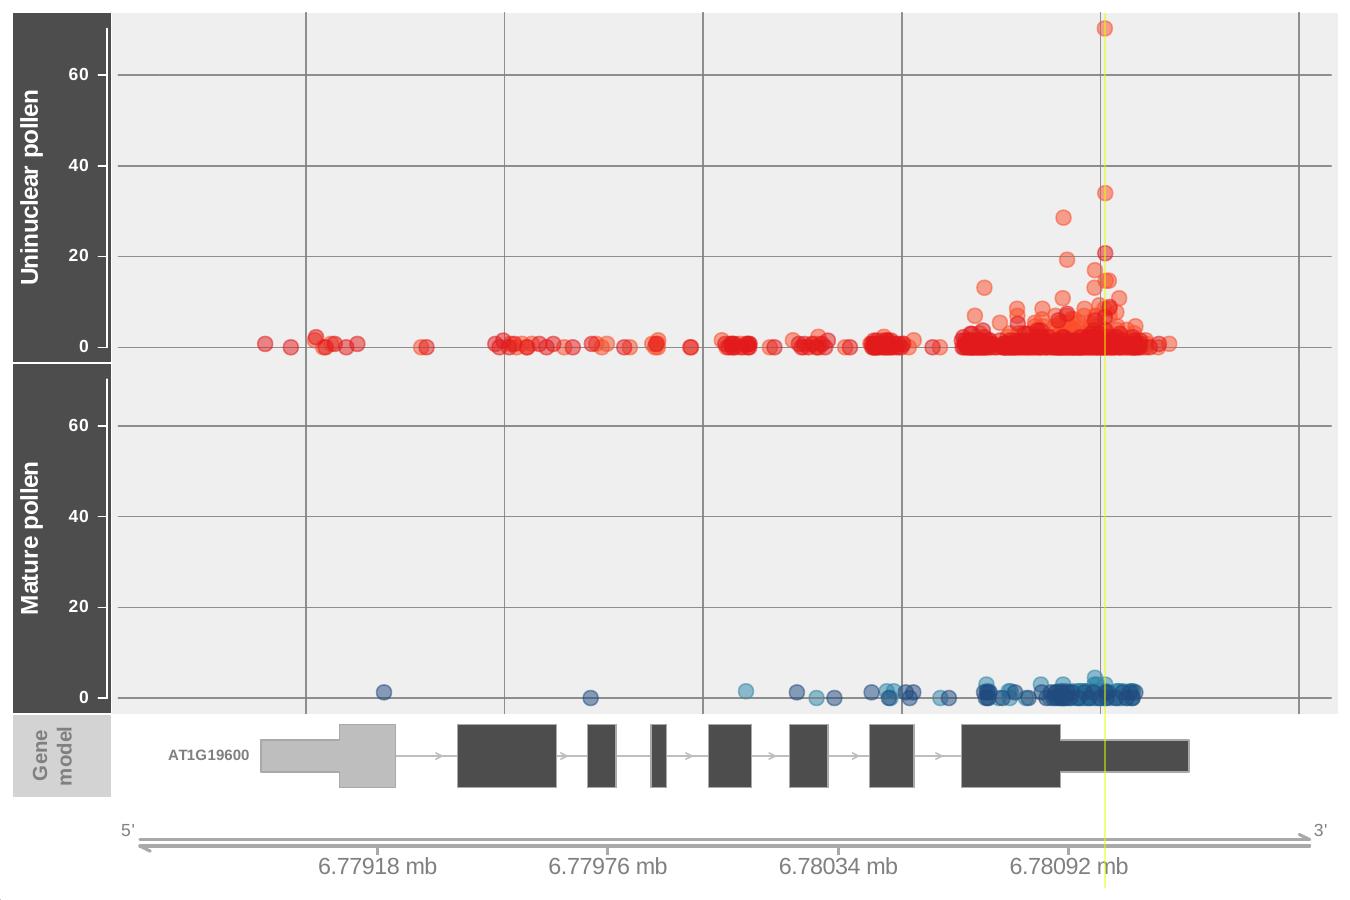 Uninuclear pollen
60
40
20
0
Mature pollen
60
40
20
0
Gene
model
AT1G19600
5'
3'
6.77918 mb
6.77976 mb
6.78034 mb
6.78092 mb